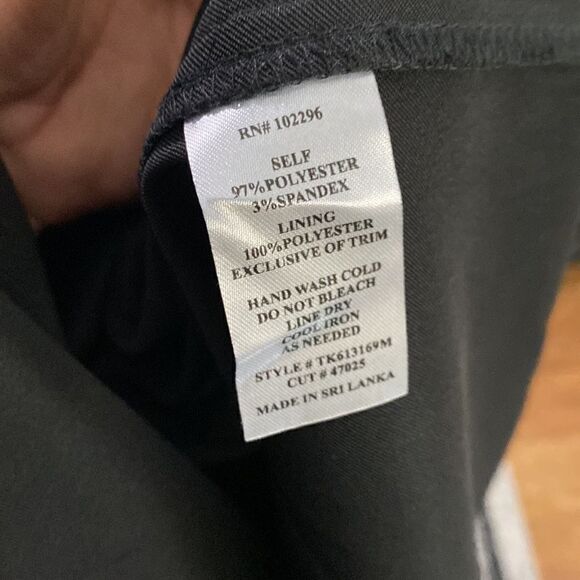 RN# 102296
SELF
97%POLYESTER
3%SPANDEX
LINING
100%POLYESTER
EXCLUSIVE OF TRIM
HAND WASH COLD
DO NOT BLEACH
LINE DRY
COOL IRON
AS NEEDED
STYLE # TK613169M
CUT # 47025
MADE IN SRI LANKA